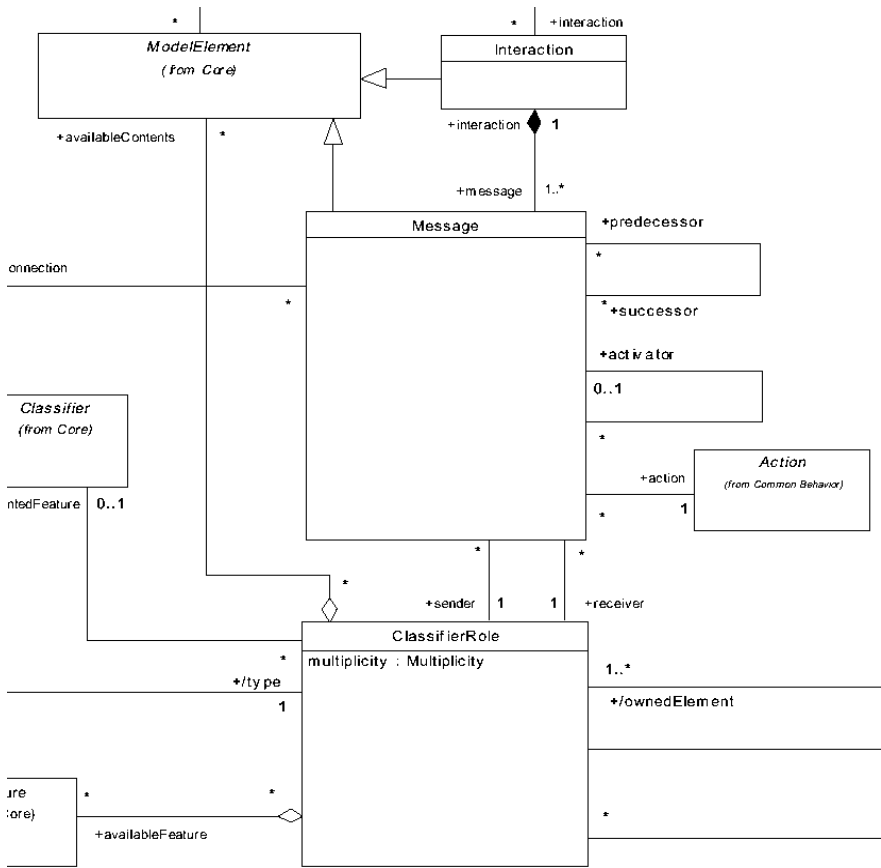 *
*
+interaction
ModelElement
(from Core)
Interaction
+availableContents
*
+interaction
1
+message
1..*
Message
+predecessor
*
onnection
*
*
+successor
+activator
0..1
Classifier
(from Core)
*
Action
(from Common Behavior)
+action
1
ntedFeature
0..1
*
*
*
*
+sender
1
1
+receiver
ClassifierRole
multiplicity : Multiplicity
*
1..*
+/type
1
+/ownedElement
ure
Core)
*
*
*
+availableFeature